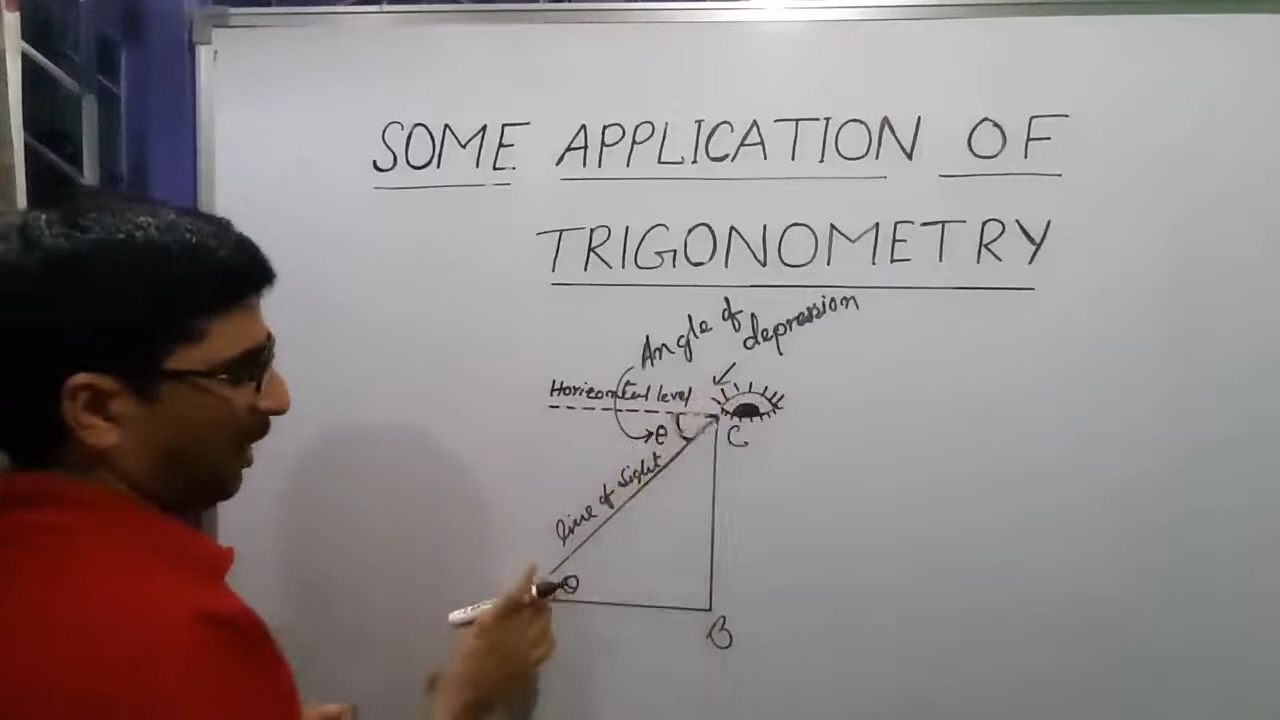 SOME APPLICATION OF
TRIGONOMETRY
Angle of
depression
Horizontal level
θ
C
line of sight
θ
B